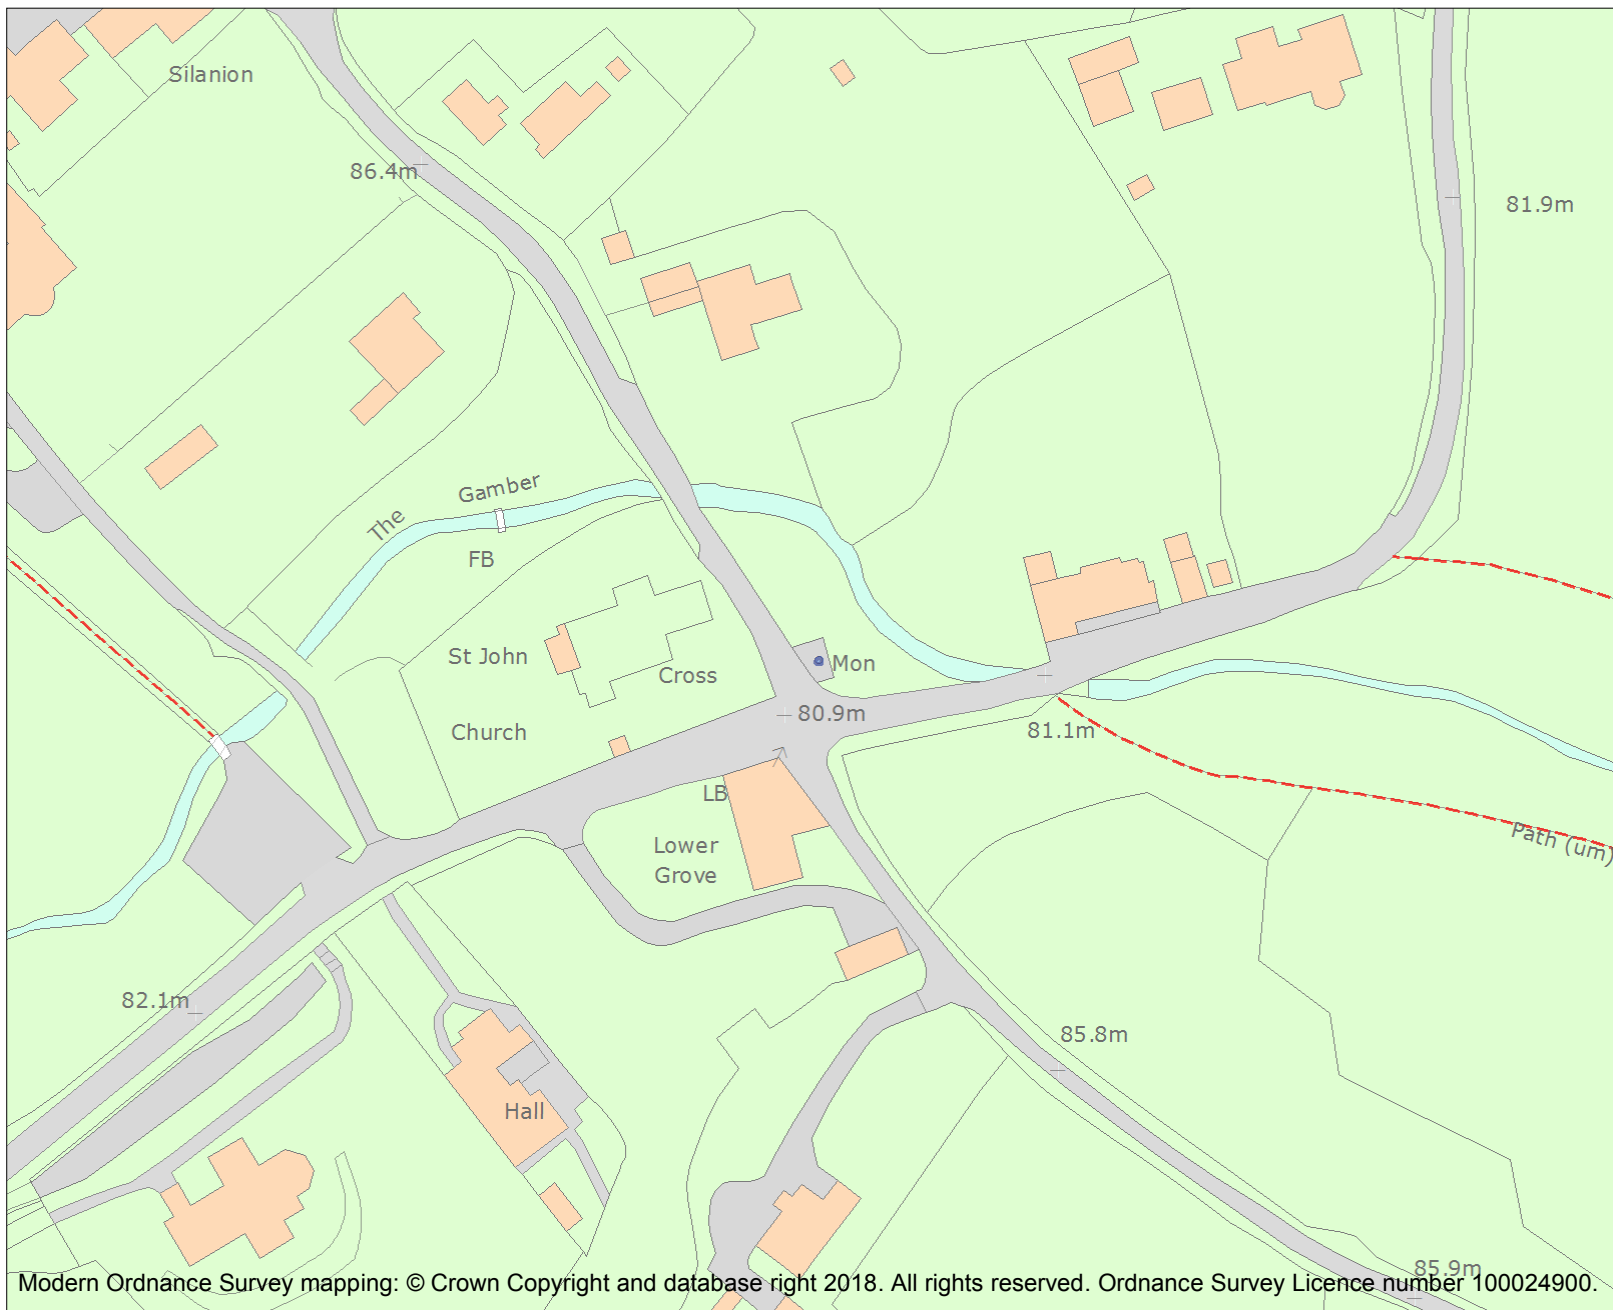 Silanion
86.4m
81.9m
The Gamber
FB
St John
Cross
Mon
Church
80.9m
81.1m
LB
Lower
Grove
Path (um)
82.1m
85.8m
Hall
85.9m
Modern Ordnance Survey mapping: © Crown Copyright and database right 2018. All rights reserved. Ordnance Survey Licence number 100024900.